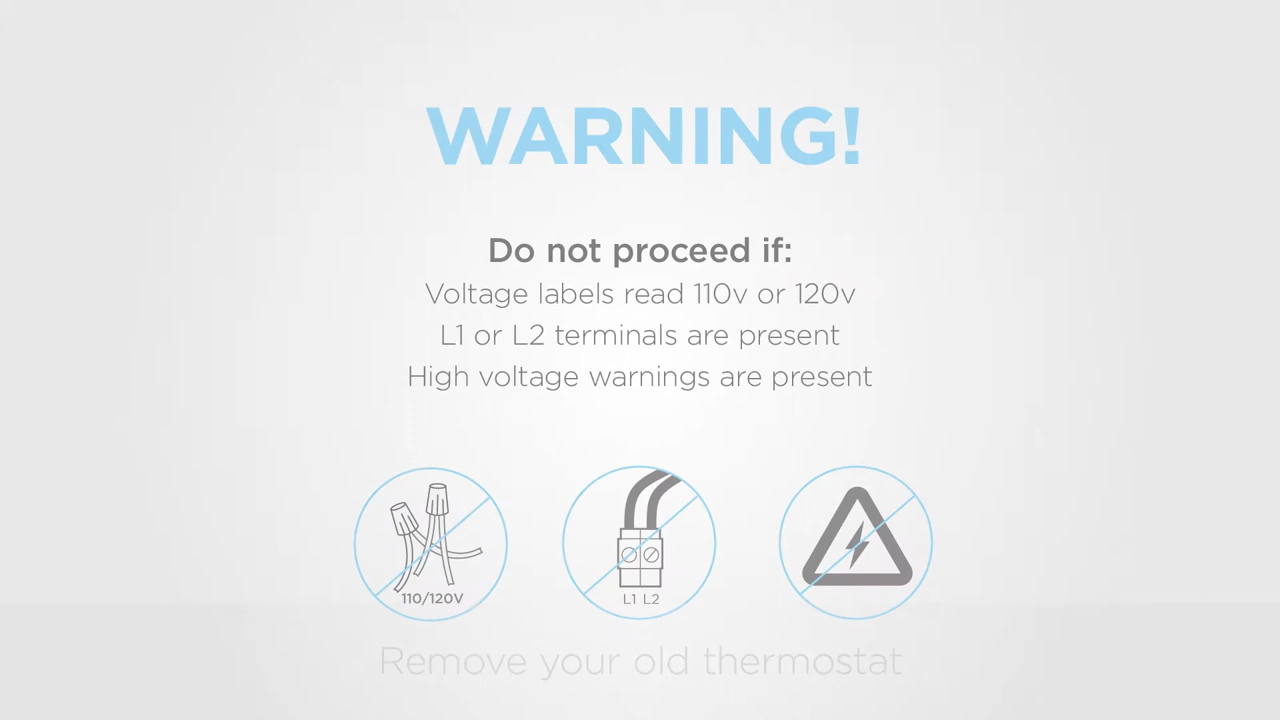 WARNING!
Do not proceed if:
Voltage labels read 110v or 120v
L1 or L2 terminals are present
High voltage warnings are present
110/120V
L1 L2
Remove your old thermostat